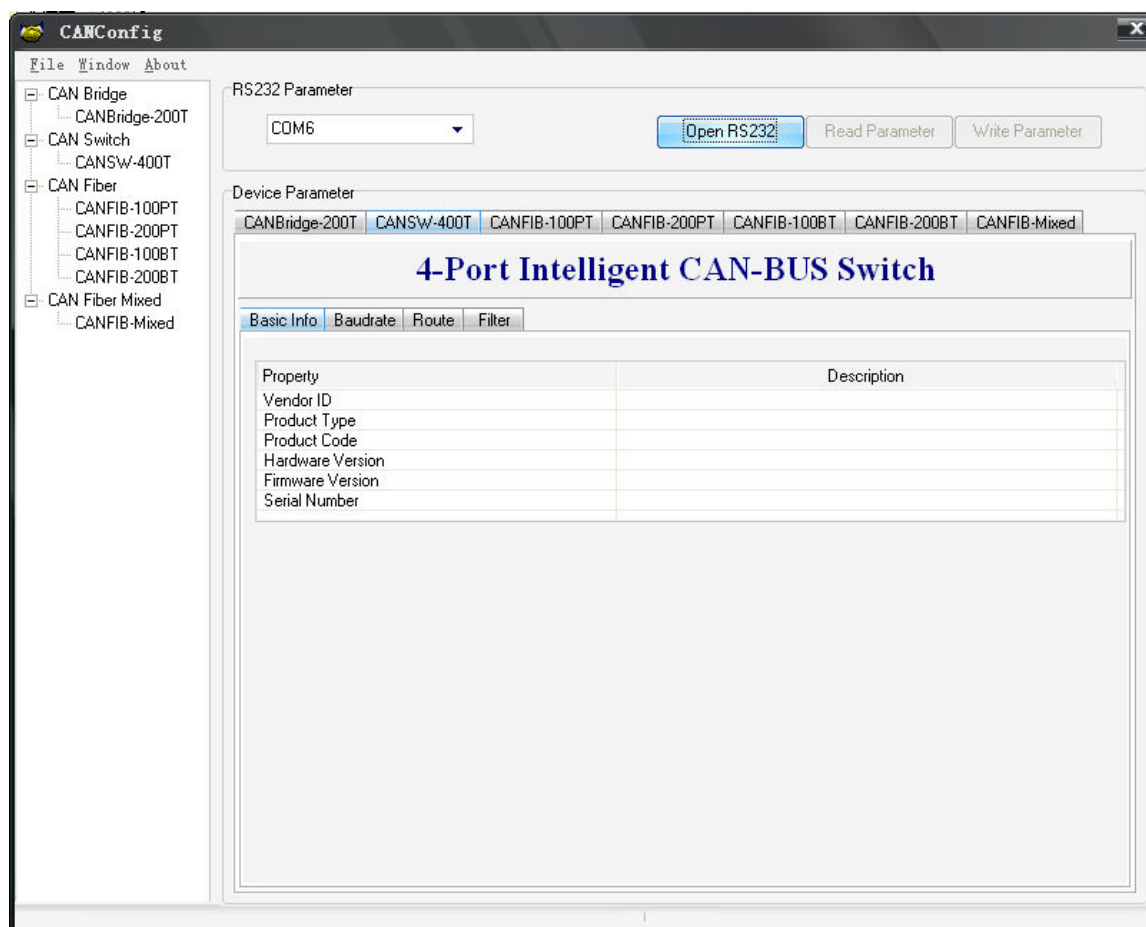 CANConfig
File Window About
CAN Bridge
CANBridge-200T
CAN Switch
CANSW-400T
CAN Fiber
CANFIB-100PT
CANFIB-200PT
CANFIB-100BT
CANFIB-200BT
CAN Fiber Mixed
CANFIB-Mixed
RS232 Parameter
COM6 Open RS232 Read Parameter Write Parameter
Device Parameter
CANBridge-200T CANSW-400T CANFIB-100PT CANFIB-200PT CANFIB-100BT CANFIB-200BT CANFIB-Mixed
4-Port Intelligent CAN-BUS Switch
Basic Info Baudrate Route Filter
Property Description
Vendor ID
Product Type
Product Code
Hardware Version
Firmware Version
Serial Number